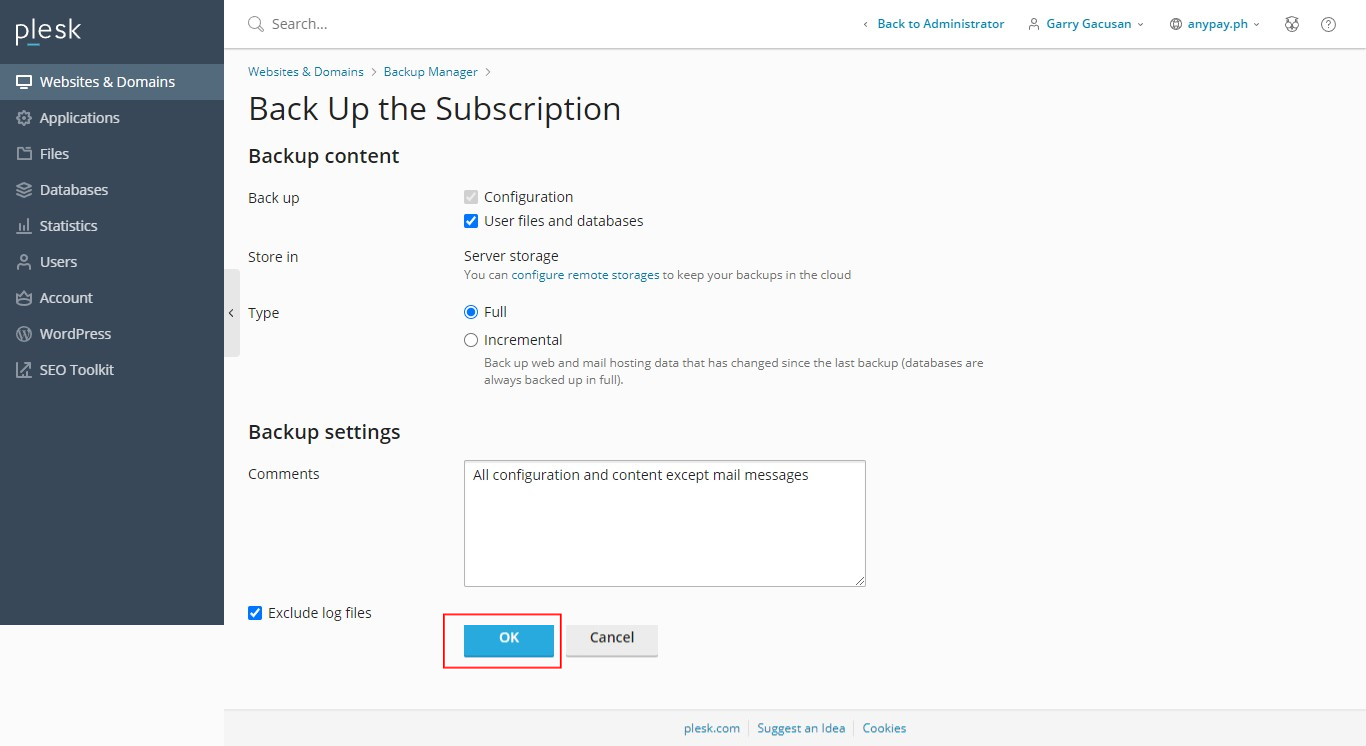 plesk
Search...
Back to Administrator
Garry Gacusan
anypay.ph
Websites & Domains
Applications
Files
Databases
Statistics
Users
Account
WordPress
SEO Toolkit
Websites & Domains > Backup Manager >
Back Up the Subscription
Backup content
Back up
Configuration
User files and databases
Store in
Server storage
You can configure remote storages to keep your backups in the cloud
Type
Full
Incremental
Back up web and mail hosting data that has changed since the last backup (databases are
always backed up in full).
Backup settings
Comments
All configuration and content except mail messages
Exclude log files
OK
Cancel
plesk.com
Suggest an Idea
Cookies